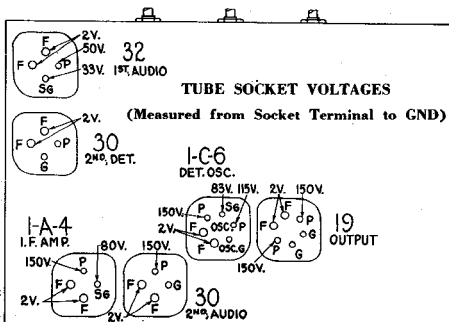 F
2V.
50V.
F
P
33V.
SG
32
1ST, AUDIO
TUBE SOCKET VOLTAGES
(Measured from Socket Terminal to GND)
F
2V.
F
P
G
30
2ND, DET.
1-C-6
DET. OSC.
83V.
115V.
150V.
P
SG
OSC. P
F
2V.
F
OSC. G
2V.
150V.
F
P
F
G
P
G
150V.
19
OUTPUT
1-A-4
I.F. AMP.
80V.
150V.
P
F
SG
2V.
F
150V.
P
F
G
2V.
F
30
2ND, AUDIO